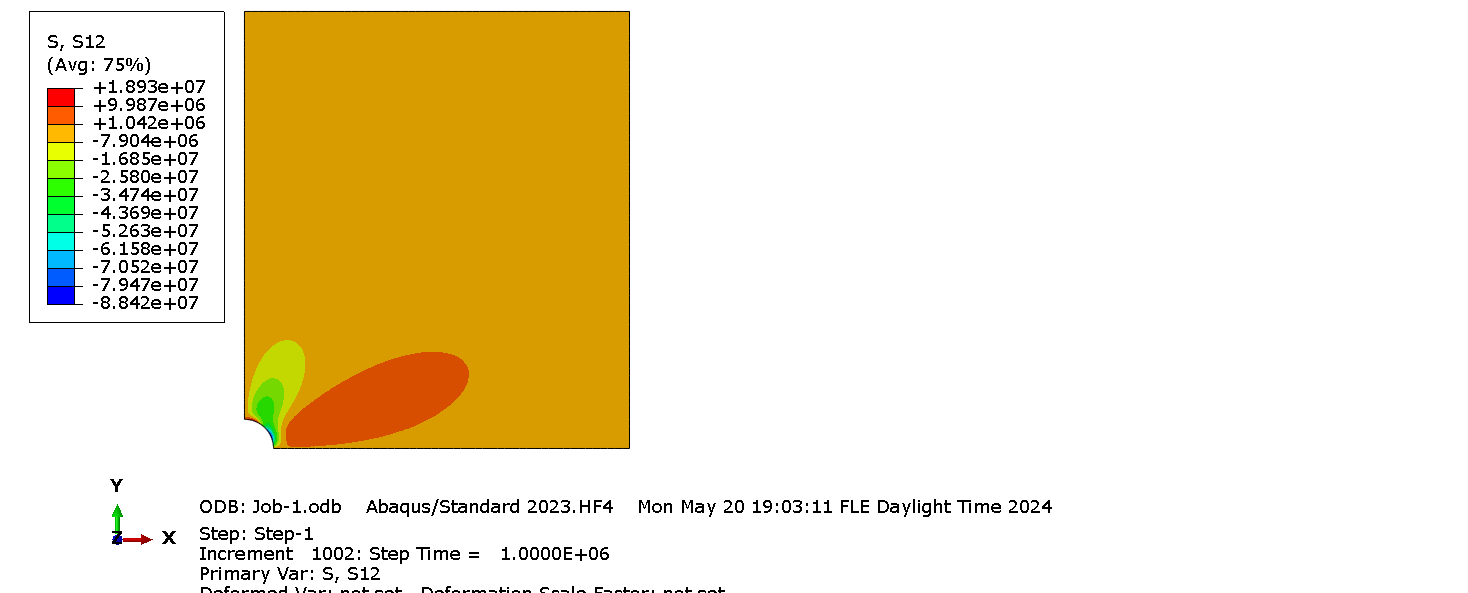 S, S12
(Avg: 75%)
+1.893e+07
+9.987e+06
+1.042e+06
-7.904e+06
-1.685e+07
-2.580e+07
-3.474e+07
-4.369e+07
-5.263e+07
-6.158e+07
-7.052e+07
-7.947e+07
-8.842e+07
Y
Z X
ODB: Job-1.odb Abaqus/Standard 2023.HF4 Mon May 20 19:03:11 FLE Daylight Time 2024
Step: Step-1
Increment 1002: Step Time = 1.0000E+06
Primary Var: S, S12
Deformed Var: not set Deformation Scale Factor: not set